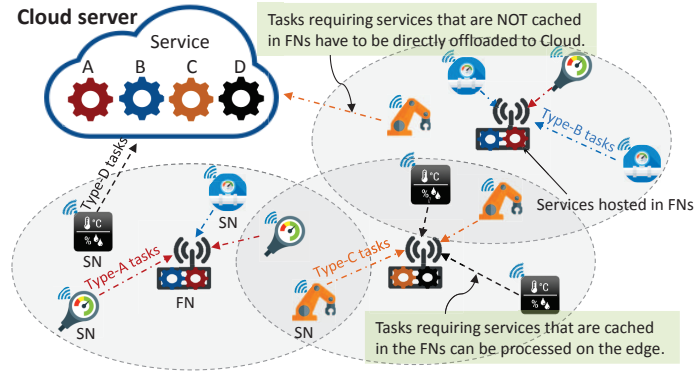 Cloud server
Service
A B C D
Tasks requiring services that are NOT cached
in FNs have to be directly offloaded to Cloud.
Type-B tasks
Type-D tasks
°C
%
Services hosted in FNs
SN
°C
%
SN
Type-A tasks
Type-C tasks
FN
°C
%
SN
SN
Tasks requiring services that are cached
in the FNs can be processed on the edge.